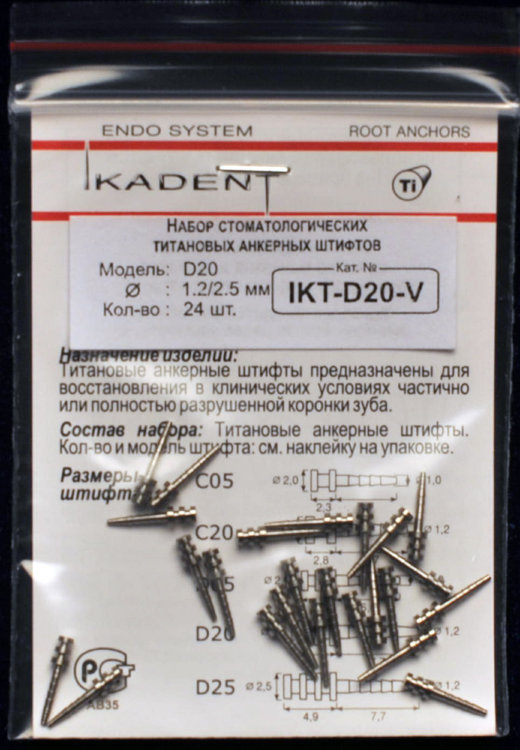 ENDO SYSTEM ROOT ANCHORS
IKADENT Ti
НАБОР СТОМАТОЛОГИЧЕСКИХ
ТИТАНОВЫХ АНКЕРНЫХ ШТИФТОВ
Модель: D20
Ø : 1.2/2.5 мм
Кол-во : 24 шт.
Кат. №
IKT-D20-V
Назначение изделий:
Титановые анкерные штифты предназначены для
восстановления в клинических условиях частично
или полностью разрушенной коронки зуба.
Состав набора: Титановые анкерные штифты.
Кол-во и модель штифта: см. наклейку на упаковке.
Размеры
штифт
C05 Ø 2,0 Ø 1,0
2,3
C20 Ø 1,2
2.8
D20 Ø 1,2
D25 Ø 2,5 Ø 1,2
4,9 7,7
АВ35